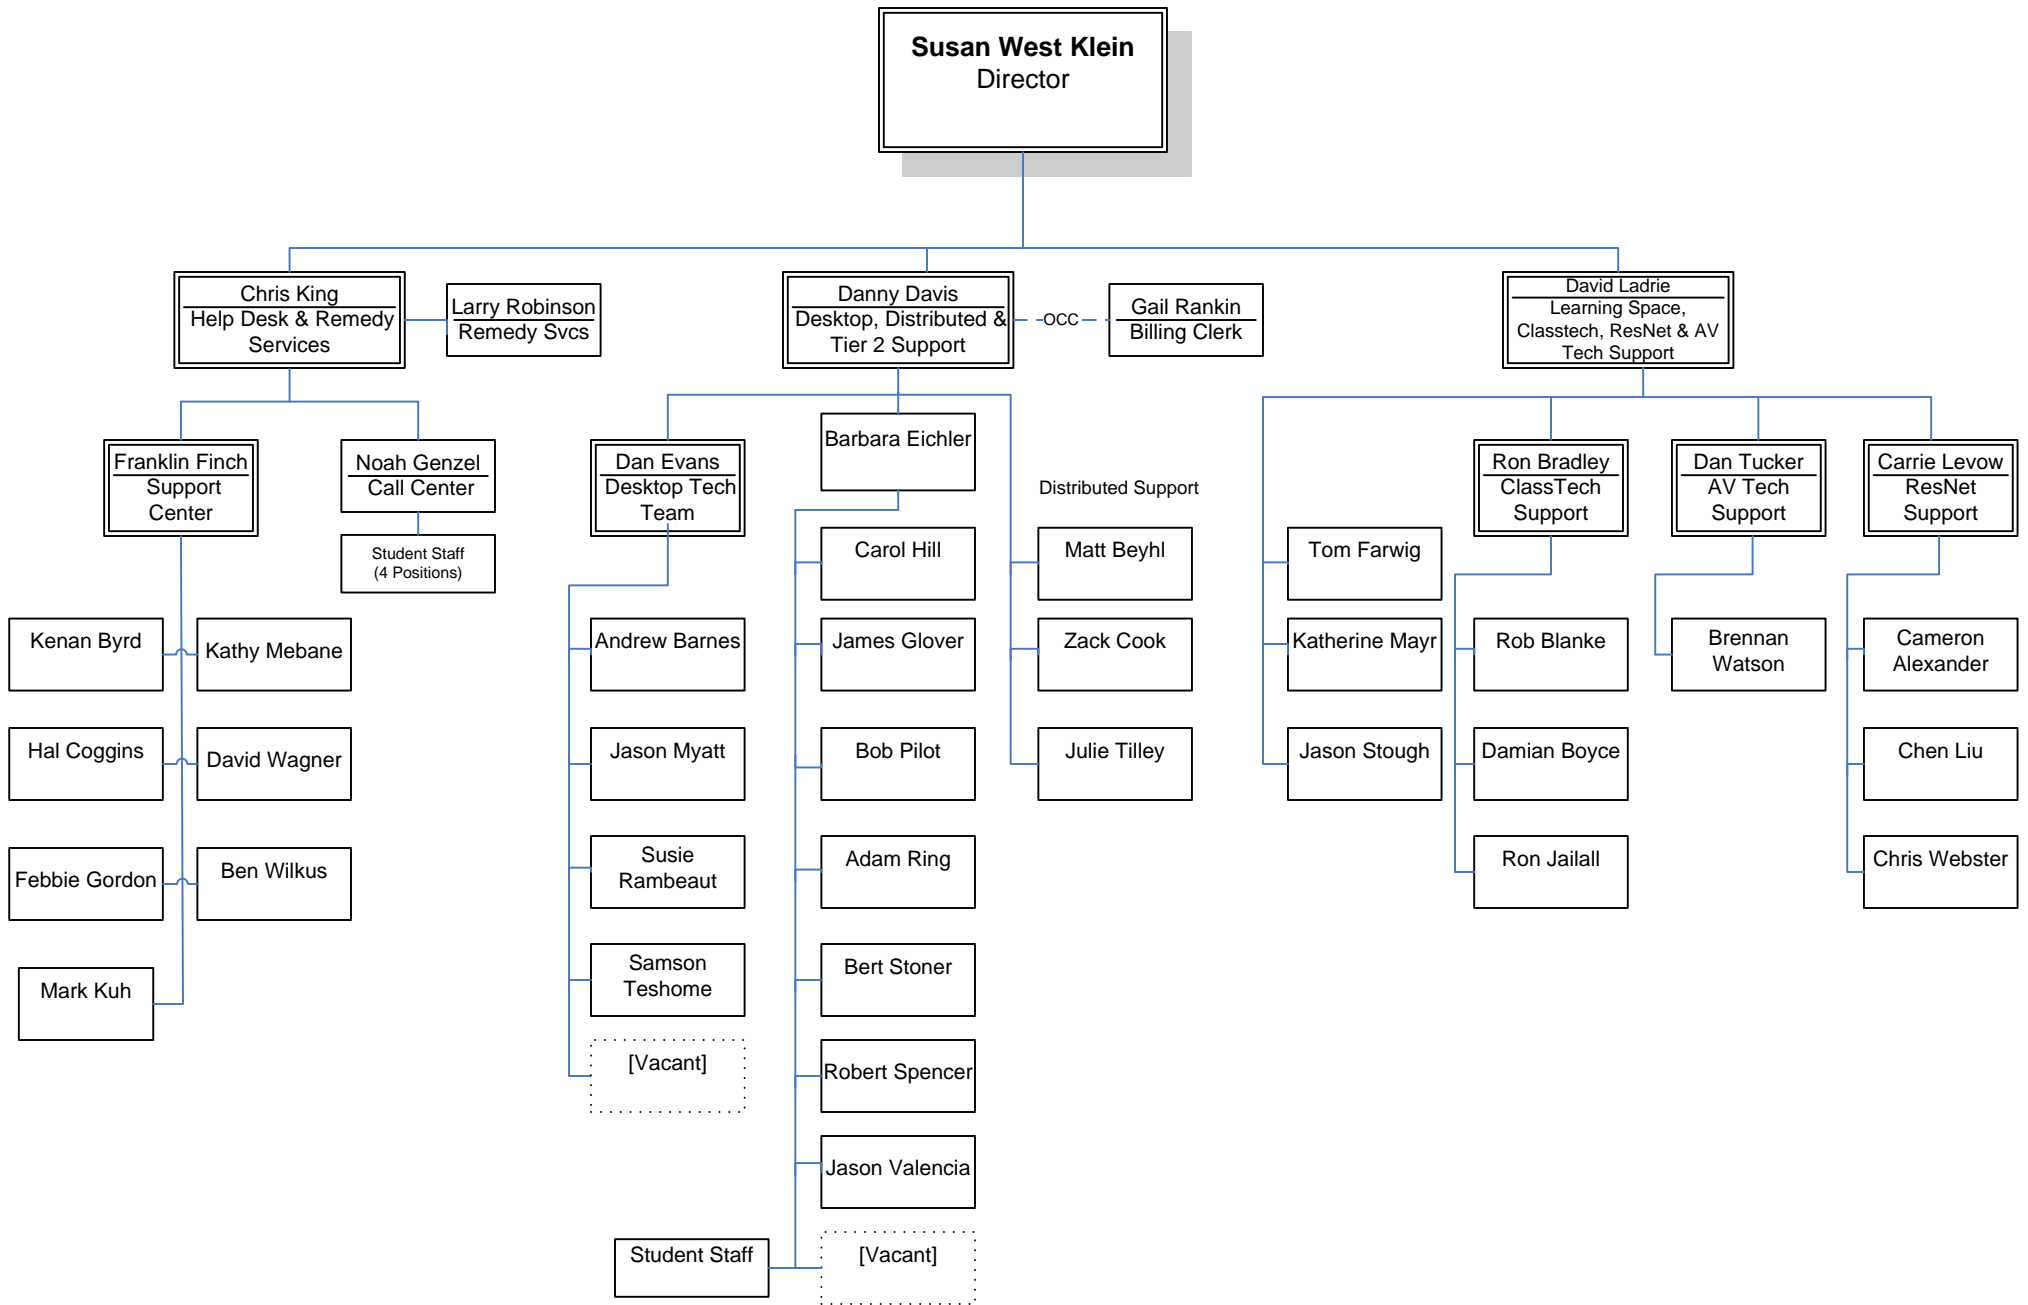 Susan West Klein
Director
Chris King
Help Desk & Remedy
Services
Larry Robinson
Remedy Svcs
Danny Davis
Desktop, Distributed &
Tier 2 Support
OCC
Gail Rankin
Billing Clerk
David Ladrie
Learning Space,
Classtech, ResNet & AV
Tech Support
Franklin Finch
Support
Center
Noah Genzel
Call Center
Student Staff
(4 Positions)
Kenan Byrd
Kathy Mebane
Hal Coggins
David Wagner
Febbie Gordon
Ben Wilkus
Mark Kuh
Dan Evans
Desktop Tech
Team
Andrew Barnes
Jason Myatt
Susie
Rambeaut
Samson
Teshome
[Vacant]
Barbara Eichler
Carol Hill
James Glover
Bob Pilot
Adam Ring
Bert Stoner
Robert Spencer
Jason Valencia
Student Staff
[Vacant]
Distributed Support
Matt Beyhl
Zack Cook
Julie Tilley
Tom Farwig
Katherine Mayr
Jason Stough
Ron Bradley
ClassTech
Support
Rob Blanke
Damian Boyce
Ron Jailall
Dan Tucker
AV Tech
Support
Brennan
Watson
Carrie Levow
ResNet
Support
Cameron
Alexander
Chen Liu
Chris Webster